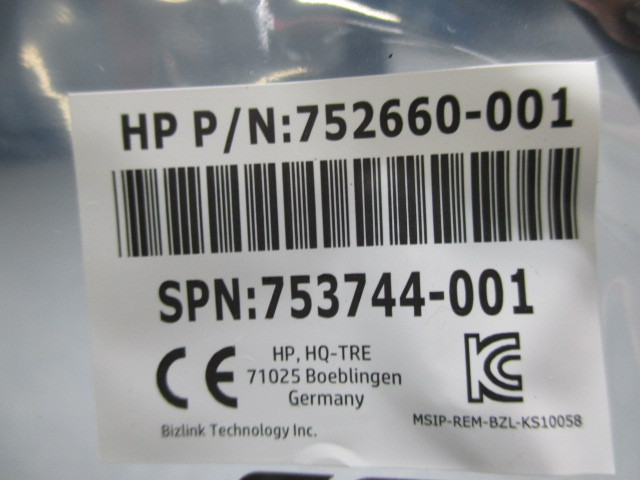 HP P/N:752660-001
SPN:753744-001
CE
HP, HQ-TRE
71025 Boeblingen
Germany
Bizlink Technology Inc.
KC
MSIP-REM-BZL-KS10058